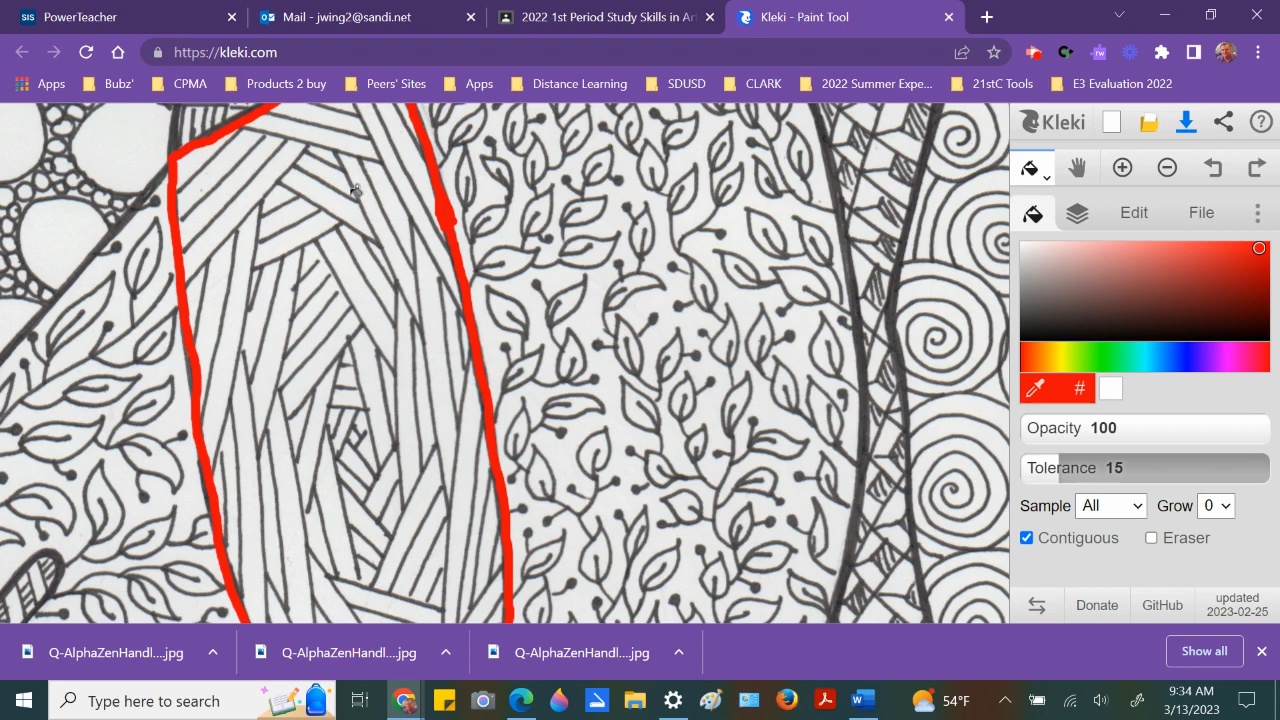 SIS PowerTeacher
Mail - jwing2@sandi.net
2022 1st Period Study Skills in Ar
Kleki - Paint Tool
https://kleki.com
rw
Apps
Bubz'
CPMA
Products 2 buy
Peers' Sites
Apps
Distance Learning
SDUSD
CLARK
2022 Summer Expe...
21stC Tools
E3 Evaluation 2022
Kleki
Edit
File
#
Opacity 100
Tolerance 15
Sample All Grow 0
Contiguous Eraser
Donate
GitHub
updated
2023-02-25
Q-AlphaZenHandl....jpg
Q-AlphaZenHandl....jpg
Q-AlphaZenHandl....jpg
Show all
Type here to search
54°F
9:34 AM
3/13/2023